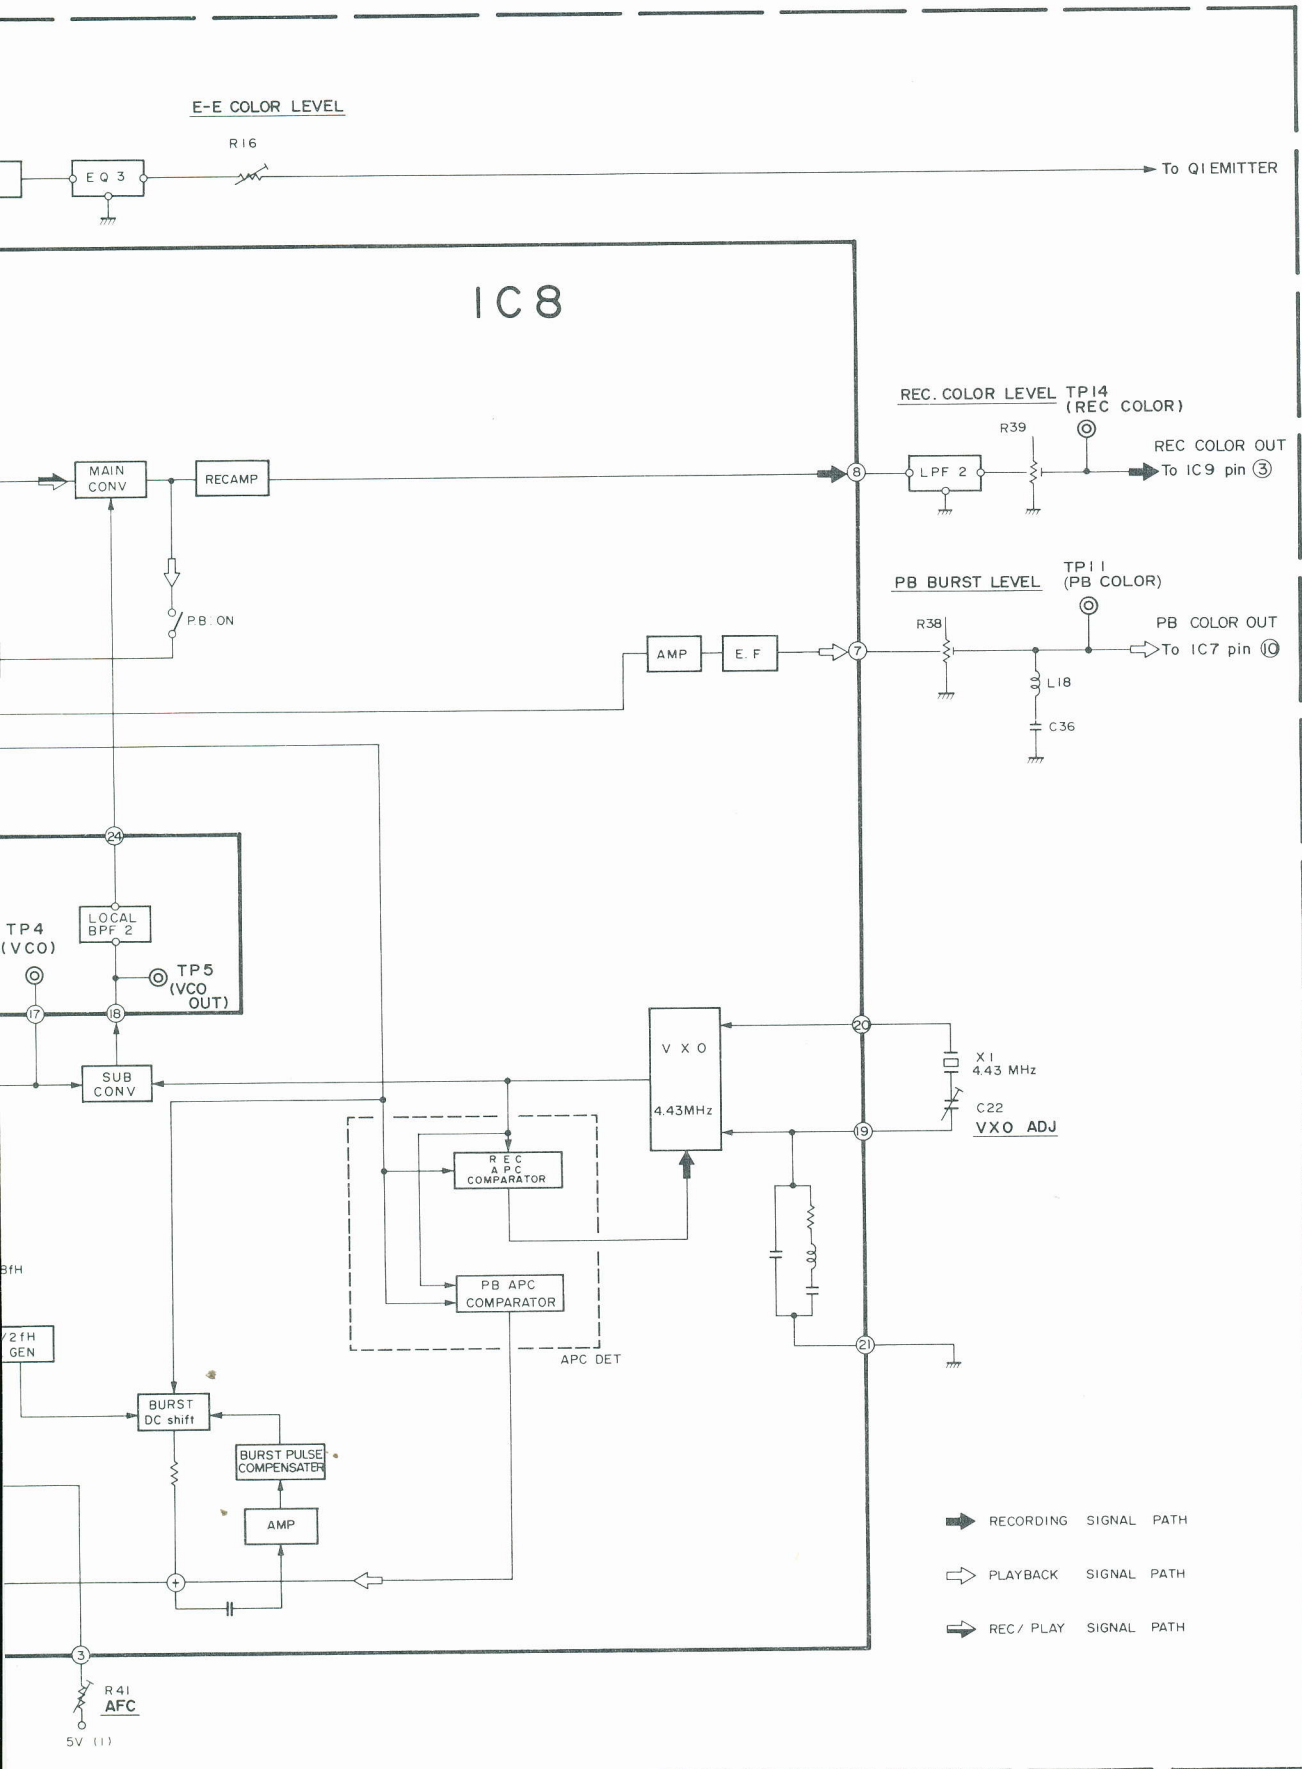 E-E COLOR LEVEL
R16
EQ 3
To Q1 EMITTER
IC8
REC. COLOR LEVEL
TP14
(REC COLOR)
R39
REC COLOR OUT
MAIN
CONV
RECAMP
8
LPF 2
To IC9 pin 3
PB BURST LEVEL
TP11
(PB COLOR)
P.B. ON
R38
PB COLOR OUT
AMP
E. F
7
To IC7 pin 10
L18
C36
24
LOCAL
BPF 2
TP4
(VCO)
TP5
(VCO
OUT)
17
18
20
V X O
4.43MHz
X1
4.43 MHz
SUB
CONV
C22
VXO ADJ
19
REC
APC
COMPARATOR
8fH
PB APC
COMPARATOR
/2fH
GEN
APC DET
21
BURST
DC shift
BURST PULSE
COMPENSATER
AMP
RECORDING SIGNAL PATH
PLAYBACK SIGNAL PATH
+
REC/ PLAY SIGNAL PATH
3
R41
AFC
5V (1)